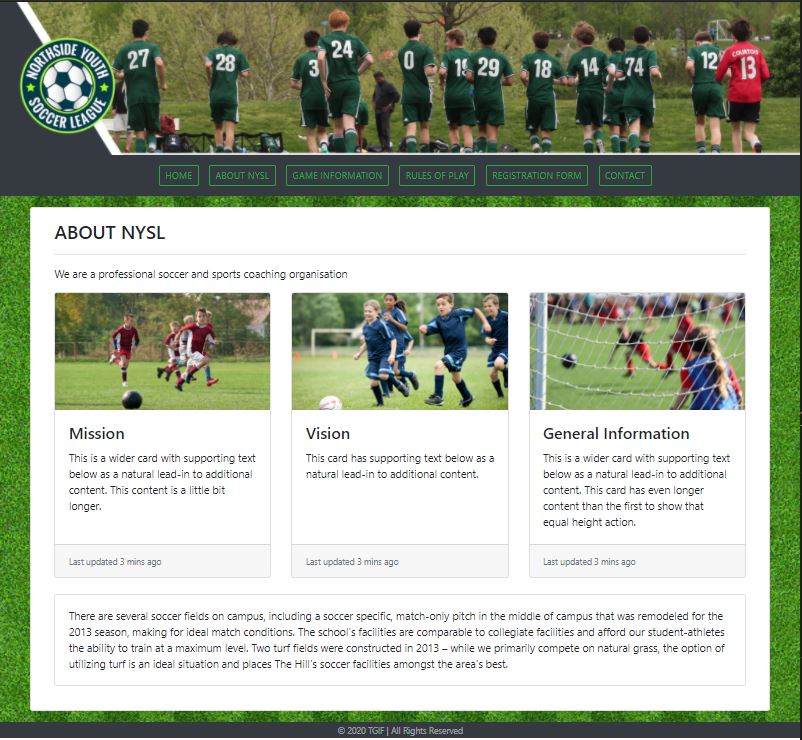 NORTHSIDE YOUTH
SOCCER LEAGUE
27
28
3
24
0
19
29
18
14
74
12
COURTOIS
13
HOME
ABOUT NYSL
GAME INFORMATION
RULES OF PLAY
REGISTRATION FORM
CONTACT
ABOUT NYSL
We are a professional soccer and sports coaching organisation
Mission
This is a wider card with supporting text
below as a natural lead-in to additional
content. This content is a little bit
longer.
Last updated 3 mins ago
Vision
This card has supporting text below as a
natural lead-in to additional content.
Last updated 3 mins ago
General Information
This is a wider card with supporting text
below as a natural lead-in to additional
content. This card has even longer
content than the first to show that
equal height action.
Last updated 3 mins ago
There are several soccer fields on campus, including a soccer specific, match-only pitch in the middle of campus that was remodeled for the
2013 season, making for ideal match conditions. The school's facilities are comparable to collegiate facilities and afford our student-athletes
the ability to train at a maximum level. Two turf fields were constructed in 2013 – while we primarily compete on natural grass, the option of
utilizing turf is an ideal situation and places The Hill's soccer facilities amongst the area's best.
© 2020 TGIF | All Rights Reserved